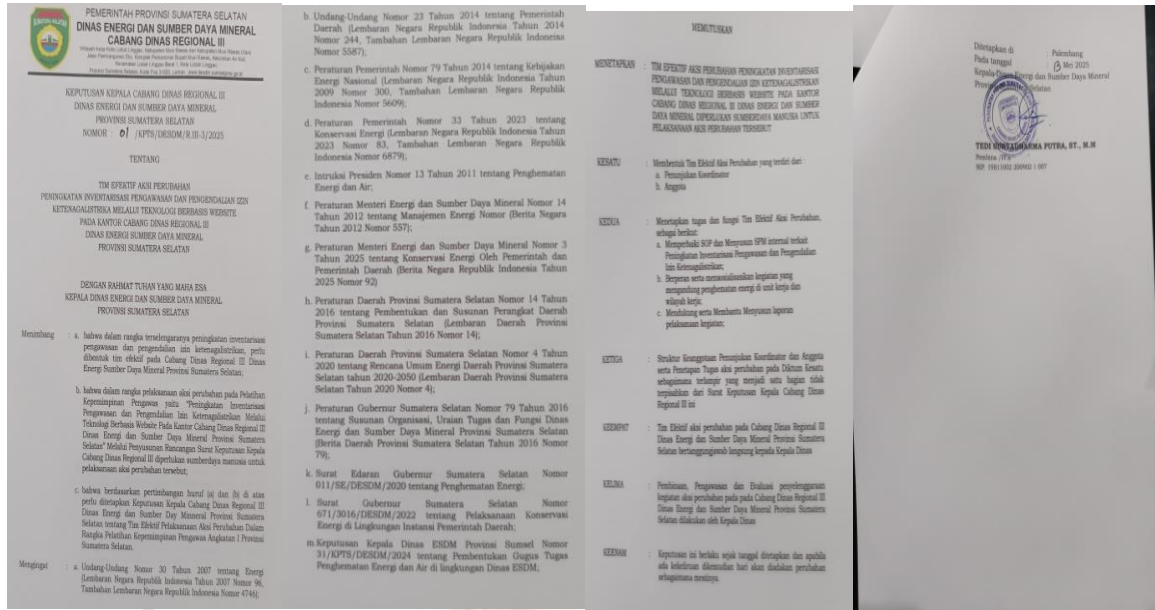 PEMERINTAH PROVINSI SUMATERA SELATAN
DINAS ENERGI DAN SUMBER DAYA MINERAL
CABANG DINAS REGIONAL III
KEPUTUSAN KEPALA CABANG DINAS REGIONAL III
DINAS ENERGI DAN SUMBER DAYA MINERAL
PROVINSI SUMATERA SELATAN
NOMOR : 01 /KPTS/DESDM/R.III-3/2025
TENTANG
TIM EFEKTIF AKSI PERUBAHAN
PENINGKATAN INVENTARISASI PENGAWASAN DAN PENGENDALIAN IZIN
KETENAGALISTRIKA MELALUI TEKNOLOGI BERBASIS WEBSITE
PADA KANTOR CABANG DINAS REGIONAL III
DINAS ENERGI DAN SUMBER DAYA MINERAL
PROVINSI SUMATERA SELATAN
DENGAN RAHMAT TUHAN YANG MAHA ESA
KEPALA DINAS ENERGI DAN SUMBERDAYA MINERAL
PROVINSI SUMATERA SELATAN
Menimbang : a. bahwa dalam rangka terselengaranya peningkatan inventarisasi
pengawasan dan pengendalian izin ketenagalistrikan, perlu
dibentuk tim efektif pada Cabang Dinas Regional III Dinas
Energi Sumber Daya Mineral Provinsi Sumatera Selatan;
b. bahwa dalam rangka pelaksanaan aksi perubahan pada Pelatihan
Kepemimpinan Pengawas yaitu "Peningkatan Inventarisasi
Pengawasan dan Pengendalian Izin Ketenagalistrikan Melalui
Teknologi Berbasis Website Pada Kantor Cabang Dinas Regional III
Dinas Energi dan Sumber Daya Mineral Provinsi Sumatera
Selatan" Melalui Penyusunan Rancangan Surat Keputusan Kepala
Cabang Dinas Regional III diperlukan sumberdaya manusia untuk
pelaksanaan aksi perubahan tersebut;
c. bahwa berdasarkan pertimbangan huruf (a) dan (b) di atas
perlu ditetapkan Keputusan Kepala Cabang Dinas Regional III
Dinas Energi dan Sumber Day Minneral Provinsi Sumatera
Selatan tentang Tim Efektif Pelaksanaan Aksi Perubahan Dalam
Rangka Pelatihan Kepemimpinan Pengawas Angkatan I Provinsi
Sumatera Selatan.
Mengingat : a. Undang-Undang Nomor 30 Tahun 2007 tentang Energi
(Lembaran Negara Republik Indonesia Tahun 2007 Nomor 96,
Tambahan Lembaran Negara Republik Indonesia Nomor 4746);
b. Undang-Undang Nomor 23 Tahun 2014 tentang Pemerintah
Daerah (Lembaran Negara Republik Indonesia Tahun 2014
Nomor 244, Tambahan Lembaran Negara Republik Indoneisa
Nomor 5587);
c. Peraturan Pemerintah Nomor 79 Tahun 2014 tentang Kebijakan
Energi Nasional (Lembaran Negara Republik Indonesia Tahun
2009 Nomor 300, Tambahan Lembaran Negara Republik
Indonesia Nomor 5609);
d. Peraturan Pemerintah Nomor 33 Tahun 2023 tentang
Konservasi Energi (Lembaran Negara Republik Indonesia Tahun
2023 Nomor 83, Tambahan Lembaran Negara Republik
Indonesia Nomor 6879);
e. Intruksi Presiden Nomor 13 Tahun 2011 tentang Penghematan
Energi dan Air;
f. Peraturan Menteri Energi dan Sumber Daya Mineral Nomor 14
Tahun 2012 tentang Manajemen Energi Nomor (Berita Negara
Tahun 2012 Nomor 557);
g. Peraturan Menteri Energi dan Sumber Daya Mineral Nomor 3
Tahun 2025 tentang Konservasi Energi Oleh Pemerintah dan
Pemerintah Daerah (Berita Negara Republik Indonesia Tahun
2025 Nomor 92)
h. Peraturan Daerah Provinsi Sumatera Selatan Nomor 14 Tahun
2016 tentang Pembentukan dan Susunan Perangkat Daerah
Provinsi Sumatera Selatan (Lembaran Daerah Provinsi
Sumatera Selatan Tahun 2016 Nomor 14);
i. Peraturan Daerah Provinsi Sumatera Selatan Nomor 4 Tahun
2020 tentang Rencana Umum Energi Daerah Provinsi Sumatera
Selatan tahun 2020-2050 (Lembaran Daerah Provinsi Sumatera
Selatan Tahun 2020 Nomor 4);
j. Peraturan Gubernur Sumatera Selatan Nomor 79 Tahun 2016
tentang Susunan Organisasi, Uraian Tugas dan Fungsi Dinas
Energi dan Sumber Daya Mineral Provinsi Sumatera Selatan
(Berita Daerah Provinsi Sumatera Selatan Tahun 2016 Nomor
79);
k. Surat Edaran Gubernur Sumatera Selatan Nomor
011/SE/DESDM/2020 tentang Penghematan Energi;
l. Surat Gubernur Sumatera Selatan Nomor
671/3016/DESDM/2022 tentang Pelaksanaan Konservasi
Energi di Lingkungan Instansi Pemerintah Daerah;
m. Keputusan Kepala Dinas ESDM Provinsi Sumsel Nomor
31/KPTS/DESDM/2024 tentang Pembentukan Gugus Tugas
Penghematan Energi dan Air di lingkungan Dinas ESDM;
MEMUTUSKAN
MENETAPKAN : TIM EFEKTIF AKSI PERUBAHAN PENINGKATAN INVENTARISASI
PENGAWASAN DAN PENGENDALIAN IZIN KETENAGALISTRIKAN
MELALUI TEKNOLOGI BERBASIS WEBSITE PADA KANTOR
CABANG DINAS REGIONAL III DINAS ENERGI DAN SUMBER
DAYA MINERAL DIPERLUKAN SUMBERDAYA MANUSIA UNTUK
PELAKSANAAN AKSI PERUBAHAN TERSEBUT
KESATU : Membentuk Tim Efektif Aksi Perubahan yang terdiri dari :
a. Penunjukan Koordinator
b. Anggota
KEDUA : Menetapkan tugas dan fungsi Tim Efektif Aksi Perubahan,
sebagai berikut:
a. Memperbaiki SOP dan Menyusun SPM internal terkait
Peningkatan Inventarisasi Pengawasan dan Pengendalian
Izin Ketenagalistrikan;
b. Berperan serta mensosialisasikan kegiatan yang
mengandung penghematan energi di unit kerja dan
wilayah kerja;
c. Mendukung serta Membantu Menyusun laporan
pelaksanaan kegiatan;
KETIGA : Struktur Keanggotaan Penunjukan Koordinator dan Anggota
serta Penetapan Tugas aksi perubahan pada Diktum Kesatu
sebagaimana terlampir yang menjadi satu bagian tidak
terpisahkan dari Surat Keputusan Kepala Cabang Dinas
Regional III ini
KEEMPAT : Tim Efektif aksi perubahan pada Cabang Dinas Regional III
Dinas Energi dan Sumber Daya Mineral Provinsi Sumatera
Selatan bertanggungjawab langsung kepada Kepala Dinas
KELIMA : Pembinaan, Pengawasan dan Evaluasi penyelenggaraan
kegiatan aksi perubahan pada pada Cabang Dinas Regional III
Dinas Energi dan Sumber Daya Mineral Provinsi Sumatera
Selatan dilakukan oleh Kepala Dinas
KEENAM : Keputusan ini berlaku sejak tanggal ditetapkan dan apabila
ada kekeliruan dikemudian hari akan diadakan perubahan
sebagaimana mestinya.
Ditetapkan di : Palembang
Pada tanggal : 13 Mei 2025
Kepala Dinas Energi dan Sumber Daya Mineral
Selatan
TEDI PUTRA, ST., M.M
Penata
NIP.